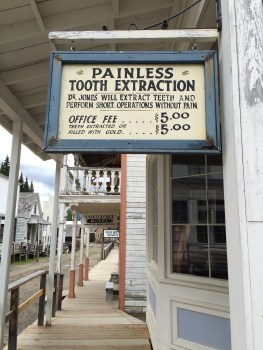 PAINLESS
TOOTH EXTRACTION
DR. JONES WILL EXTRACT TEETH AND
PERFORM SHORT OPERATIONS WITHOUT PAIN
OFFICE FEE ..... $5.00
TEETH EXTRACTED OR
FILLED WITH GOLD ..... $5.00